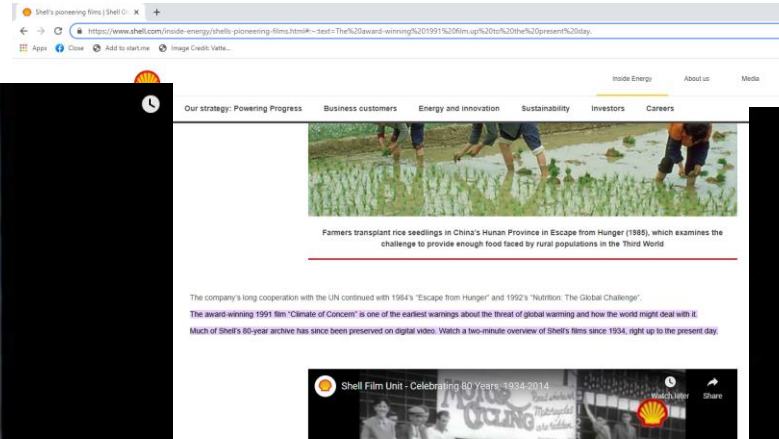 Shell's pioneering films | Shell Gl
https://www.shell.com/inside-energy/shells-pioneering-films.html#:~:text=The%20award-winning%201991%20film,up%20to%20the%20present%20day.
Apps Close Add to start.me Image Credit: Vatte...
Inside Energy About us Media
Our strategy: Powering Progress Business customers Energy and innovation Sustainability Investors Careers
Farmers transplant rice seedlings in China's Hunan Province in Escape from Hunger (1985), which examines the
challenge to provide enough food faced by rural populations in the Third World
The company's long cooperation with the UN continued with 1984's "Escape from Hunger" and 1992's "Nutrition: The Global Challenge".
The award-winning 1991 film "Climate of Concern" is one of the earliest warnings about the threat of global warming and how the world might deal with it.
Much of Shell's 80-year archive has since been preserved on digital video. Watch a two-minute overview of Shell's films since 1934, right up to the present day.
Shell Film Unit - Celebrating 80 Years, 1934-2014
Watch later Share
MOTOR
CYCLING
Motorcycles
are ridden